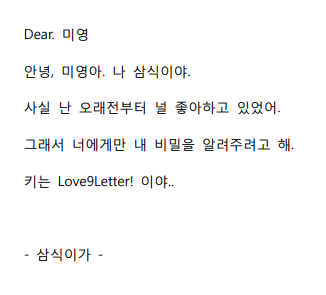 Dear. 미영
안녕, 미영아. 나 삼식이야.
사실 난 오래전부터 널 좋아하고 있었어.
그래서 너에게만 내 비밀을 알려주려고 해.
키는 Love9Letter! 이야..
- 삼식이가 -